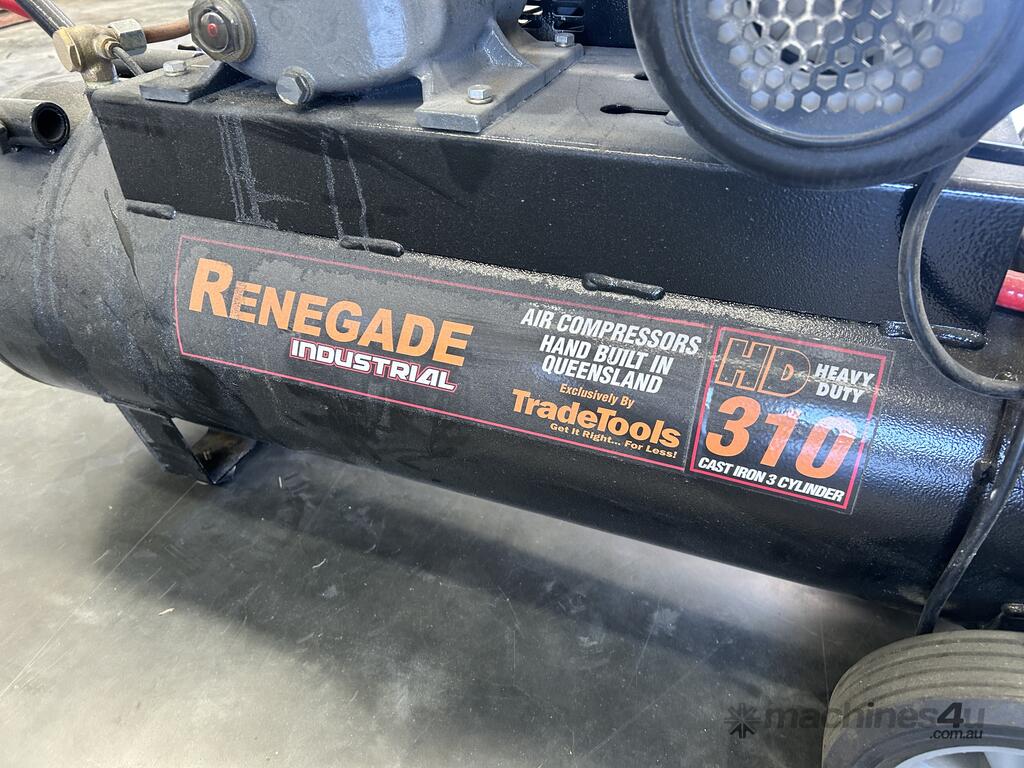 RENEGADE
INDUSTRIAL
AIR COMPRESSORS
HAND BUILT IN
QUEENSLAND
Exclusively By
TradeTools
Get It Right... For Less!
HD HEAVY
DUTY
310
CAST IRON 3 CYLINDER
machines4u
.com.au